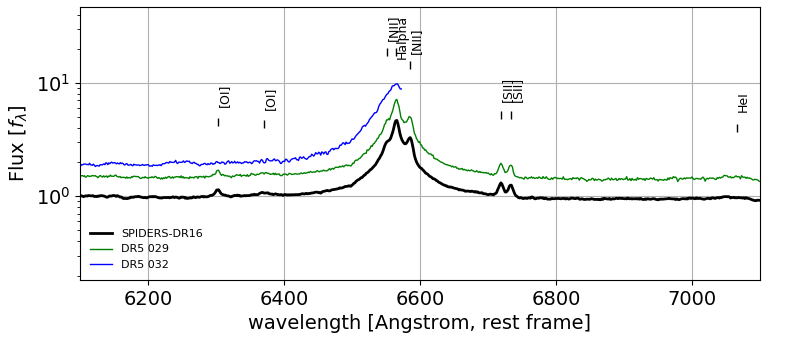 [NII]
Halpha
[NII]
[OI]
[OI]
[SII]
[SII]
HeI
Flux [fλ]
10¹
10⁰
SPIDERS-DR16
DR5 029
DR5 032
6200 6400 6600 6800 7000
wavelength [Angstrom, rest frame]